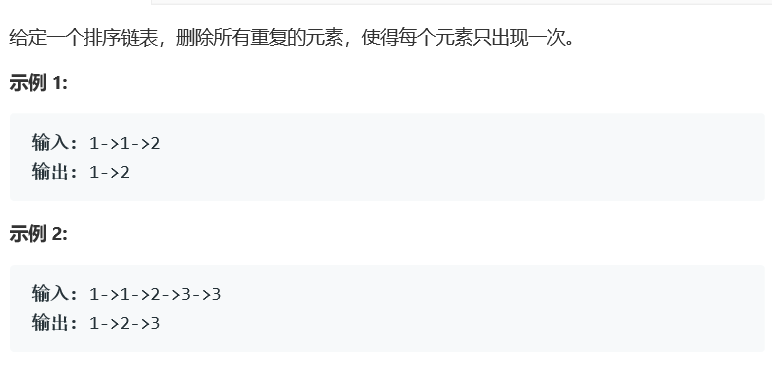 给定一个排序链表，删除所有重复的元素，使得每个元素只出现一次。
示例 1:
输入: 1->1->2
输出: 1->2
示例 2:
输入: 1->1->2->3->3
输出: 1->2->3